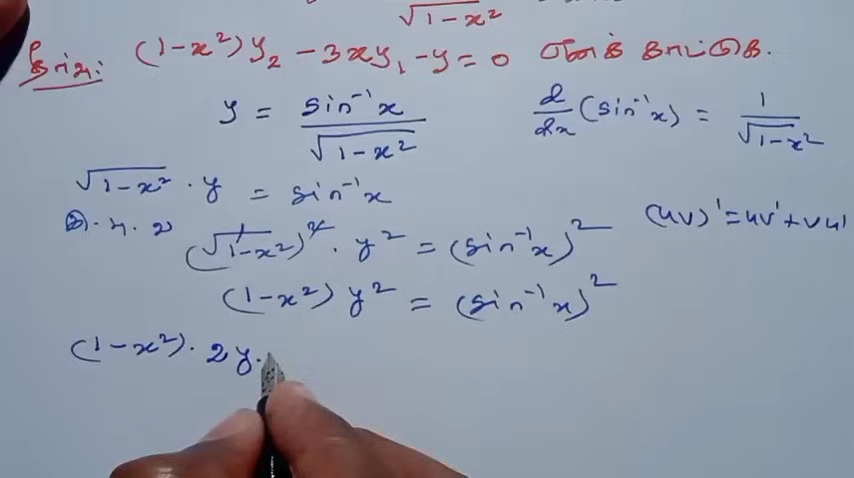 √1-x²
(1-x²)y₂ - 3xy₁ - y = 0 எனக் காட்டுக.
y = sin⁻¹x / √1-x²
d/dx (sin⁻¹x) = 1 / √1-x²
√1-x² · y = sin⁻¹x
(√1-x²)² · y² = (sin⁻¹x)²
(uv)' = uv' + vu'
(1-x²) y² = (sin⁻¹x)²
(1-x²) · 2y ·